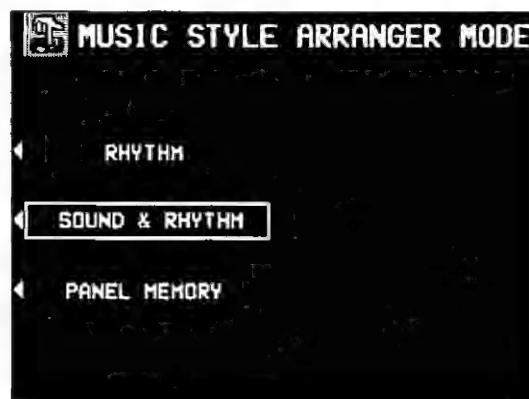 MUSIC STYLE ARRANGER MODE
RHYTHM
SOUND & RHYTHM
PANEL MEMORY